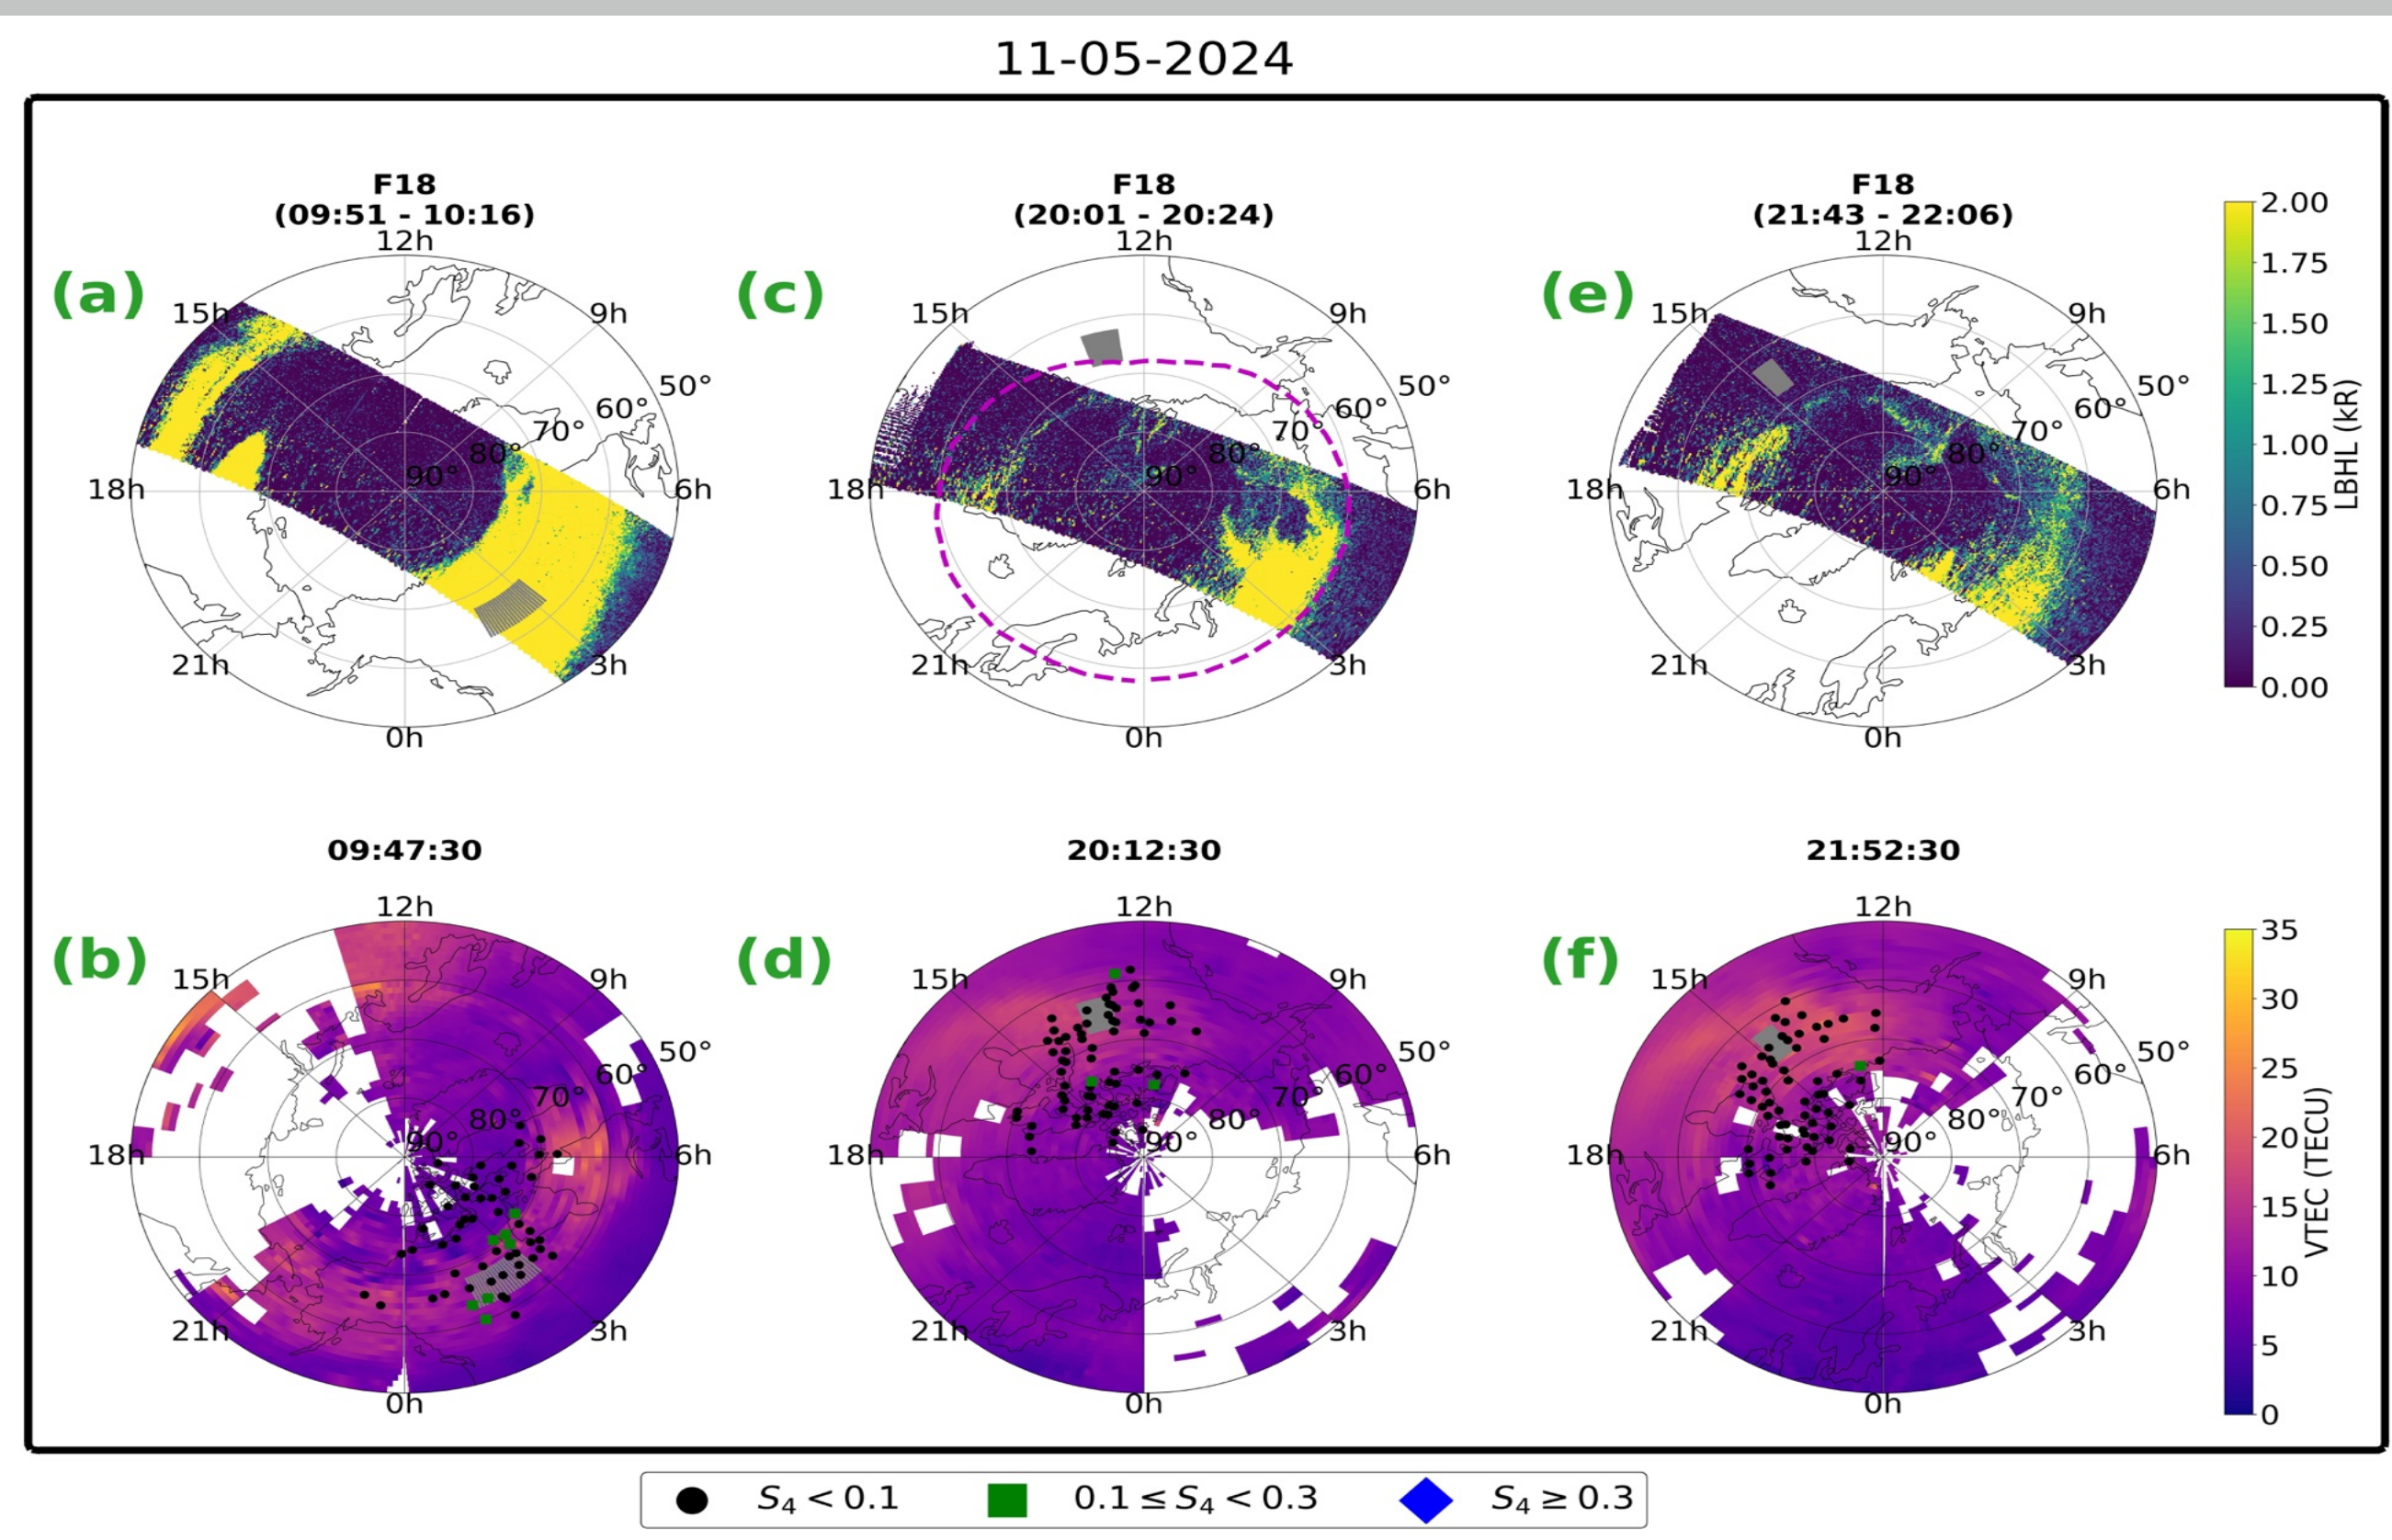 11-05-2024
F18
(09:51 - 10:16)
12h
(a)
15h
9h
50°
60°
70°
80°
90°
18h
6h
21h
3h
0h
F18
(20:01 - 20:24)
12h
(c)
15h
9h
50°
60°
70°
80°
90°
18h
6h
21h
3h
0h
F18
(21:43 - 22:06)
12h
(e)
15h
9h
50°
60°
70°
80°
90°
18h
6h
21h
3h
0h
2.00
1.75
1.50
1.25
1.00
0.75
0.50
0.25
0.00
LBHL (kR)
09:47:30
12h
(b)
15h
9h
50°
60°
70°
80°
90°
18h
6h
21h
3h
0h
20:12:30
12h
(d)
15h
9h
50°
60°
70°
80°
90°
18h
6h
21h
3h
0h
21:52:30
12h
(f)
15h
9h
50°
60°
70°
80°
90°
18h
6h
21h
3h
0h
35
30
25
20
15
10
5
0
VTEC (TECU)
S₄ < 0.1 0.1 ≤ S₄ < 0.3 S₄ ≥ 0.3